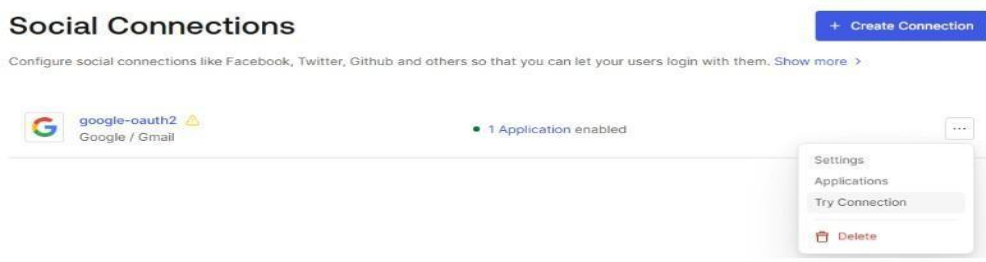 Social Connections
+ Create Connection
Configure social connections like Facebook, Twitter, Github and others so that you can let your users login with them. Show more >
google-oauth2
Google / Gmail
1 Application enabled
...
Settings
Applications
Try Connection
Delete